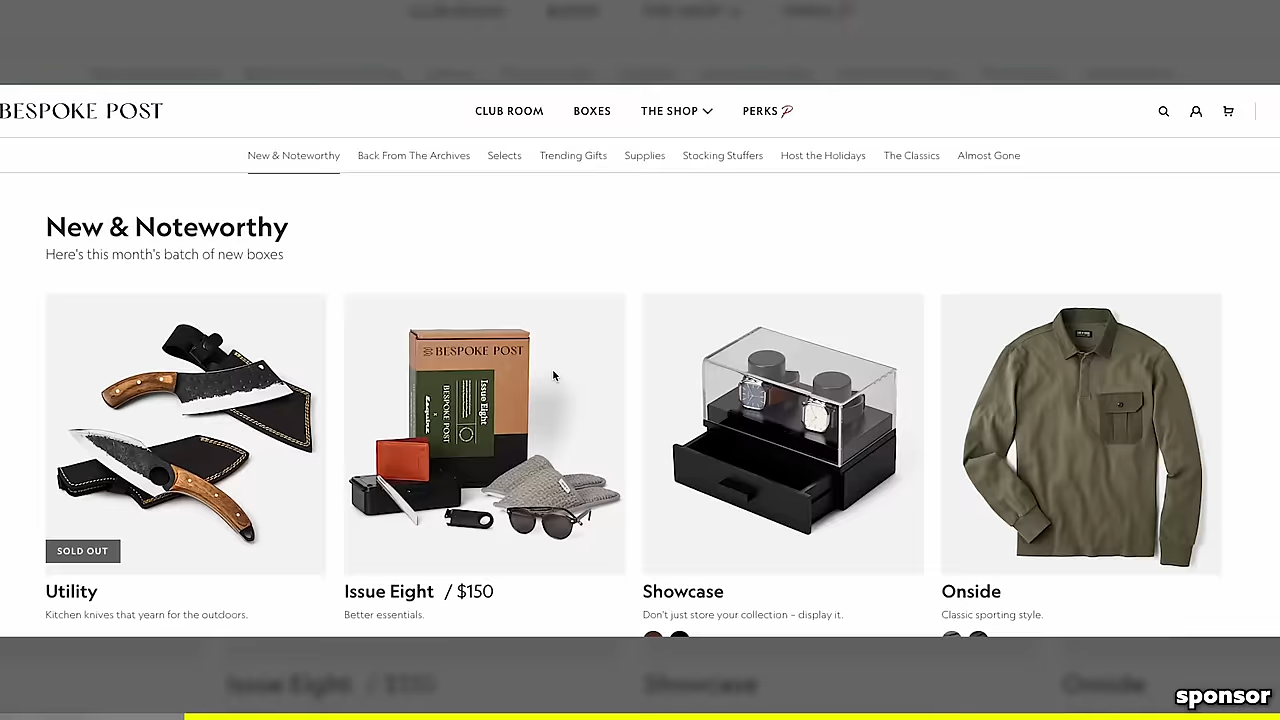 BESPOKE POST
CLUB ROOM BOXES THE SHOP PERKS
New & Noteworthy Back From The Archives Selects Trending Gifts Supplies Stocking Stuffers Host the Holidays The Classics Almost Gone
New & Noteworthy
Here's this month's batch of new boxes
BESPOKE POST
Issue Eight
Esquire x BESPOKE POST
SOLD OUT
Utility
Issue Eight / $150
Showcase
Onside
Kitchen knives that yearn for the outdoors.
Better essentials.
Don't just store your collection – display it.
Classic sporting style.
Issue Eight / $150
Showcase
Onside
sponsor